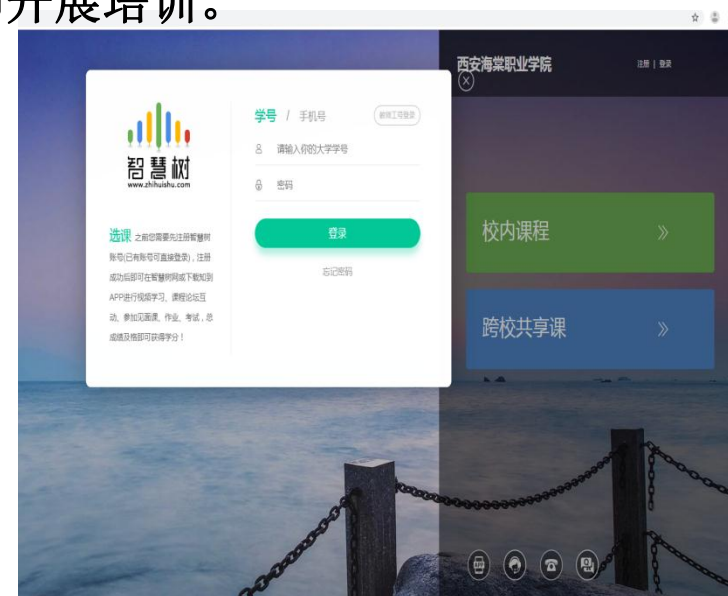 开展培训。
西安海棠职业学院
注册 | 登录
智慧树
www.zhihuishu.com
学号 / 手机号
教师工号登录
请输入你的大学学号
密码
登录
忘记密码
选课 之前您需要先注册智慧树
账号(已有账号可直接登录)，注册
成功后即可在智慧树网或下载知到
APP进行视频学习、课程论坛互
动、参加见面课、作业、考试，总
成绩及格即可获得学分！
校内课程
跨校共享课